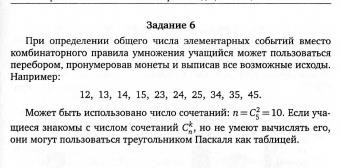 Задание 6
При определении общего числа элементарных событий вместо
комбинаторного правила умножения учащийся может пользоваться
перебором, пронумеровав монеты и выписав все возможные исходы.
Например:
12, 13, 14, 15, 23, 24, 25, 34, 35, 45.
Может быть использовано число сочетаний: n = C₅² = 10. Если уча-
щиеся знакомы с числом сочетаний Cₙᵏ, но не умеют вычислять его,
они могут пользоваться треугольником Паскаля как таблицей.